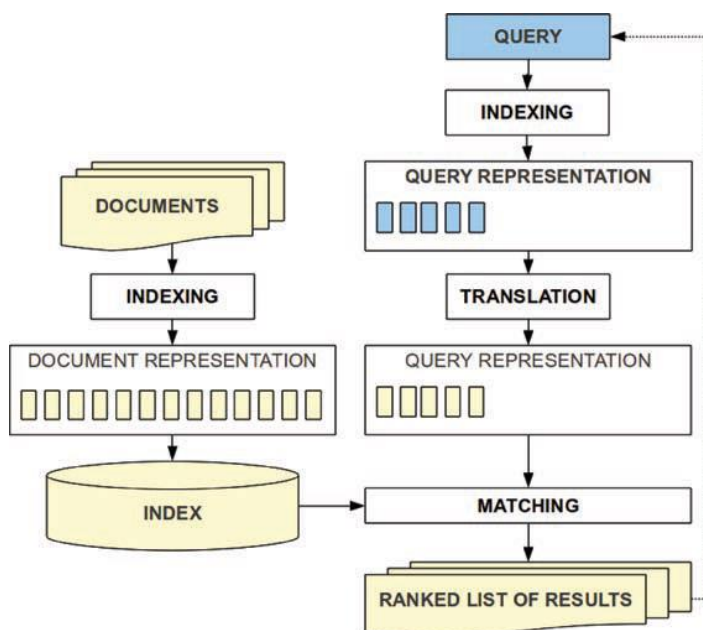 QUERY
INDEXING
QUERY REPRESENTATION
DOCUMENTS
INDEXING
TRANSLATION
DOCUMENT REPRESENTATION
QUERY REPRESENTATION
INDEX
MATCHING
RANKED LIST OF RESULTS